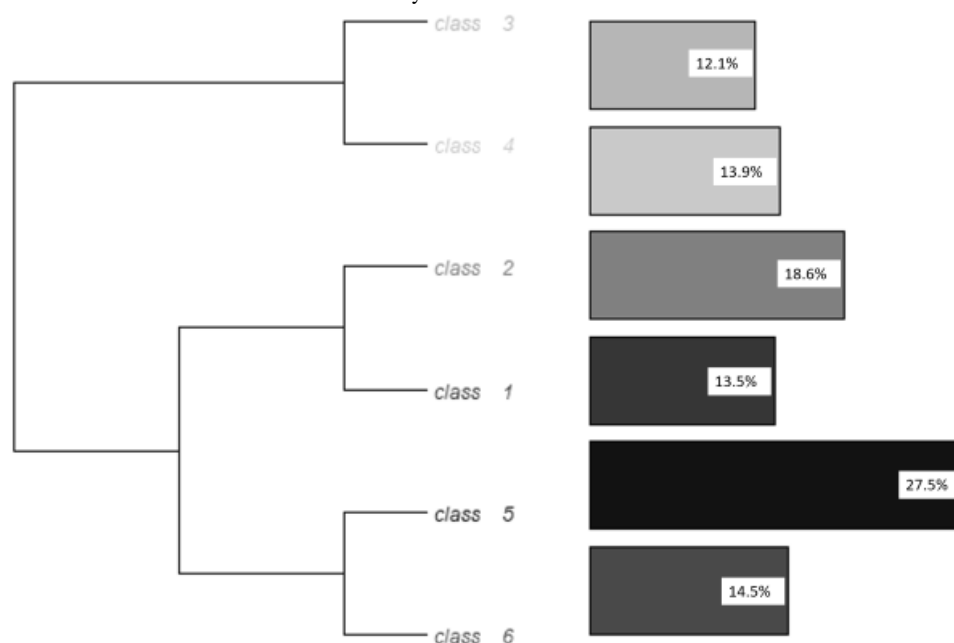 class 3
12.1%
class 4
13.9%
class 2
18.6%
class 1
13.5%
class 5
27.5%
class 6
14.5%